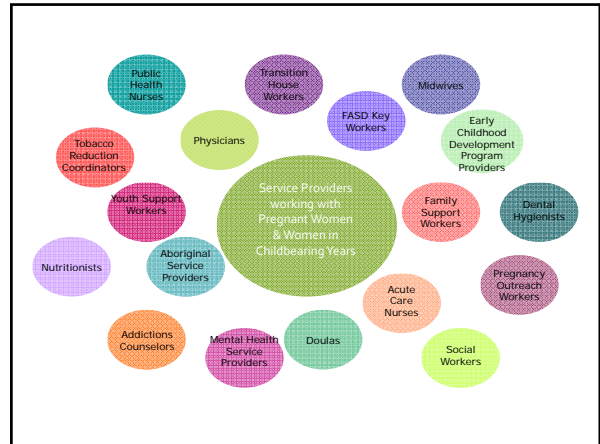 Public
Health
Nurses
Transition
House
Workers
Midwives
FASD Key
Workers
Early
Childhood
Development
Program
Providers
Physicians
Tobacco
Reduction
Coordinators
Service Providers
working with
Pregnant Women
& Women in
Childbearing Years
Youth Support
Workers
Family
Support
Workers
Dental
Hygienists
Nutritionists
Aboriginal
Service
Providers
Pregnancy
Outreach
Workers
Acute
Care
Nurses
Addictions
Counselors
Mental Health
Service
Providers
Doulas
Social
Workers